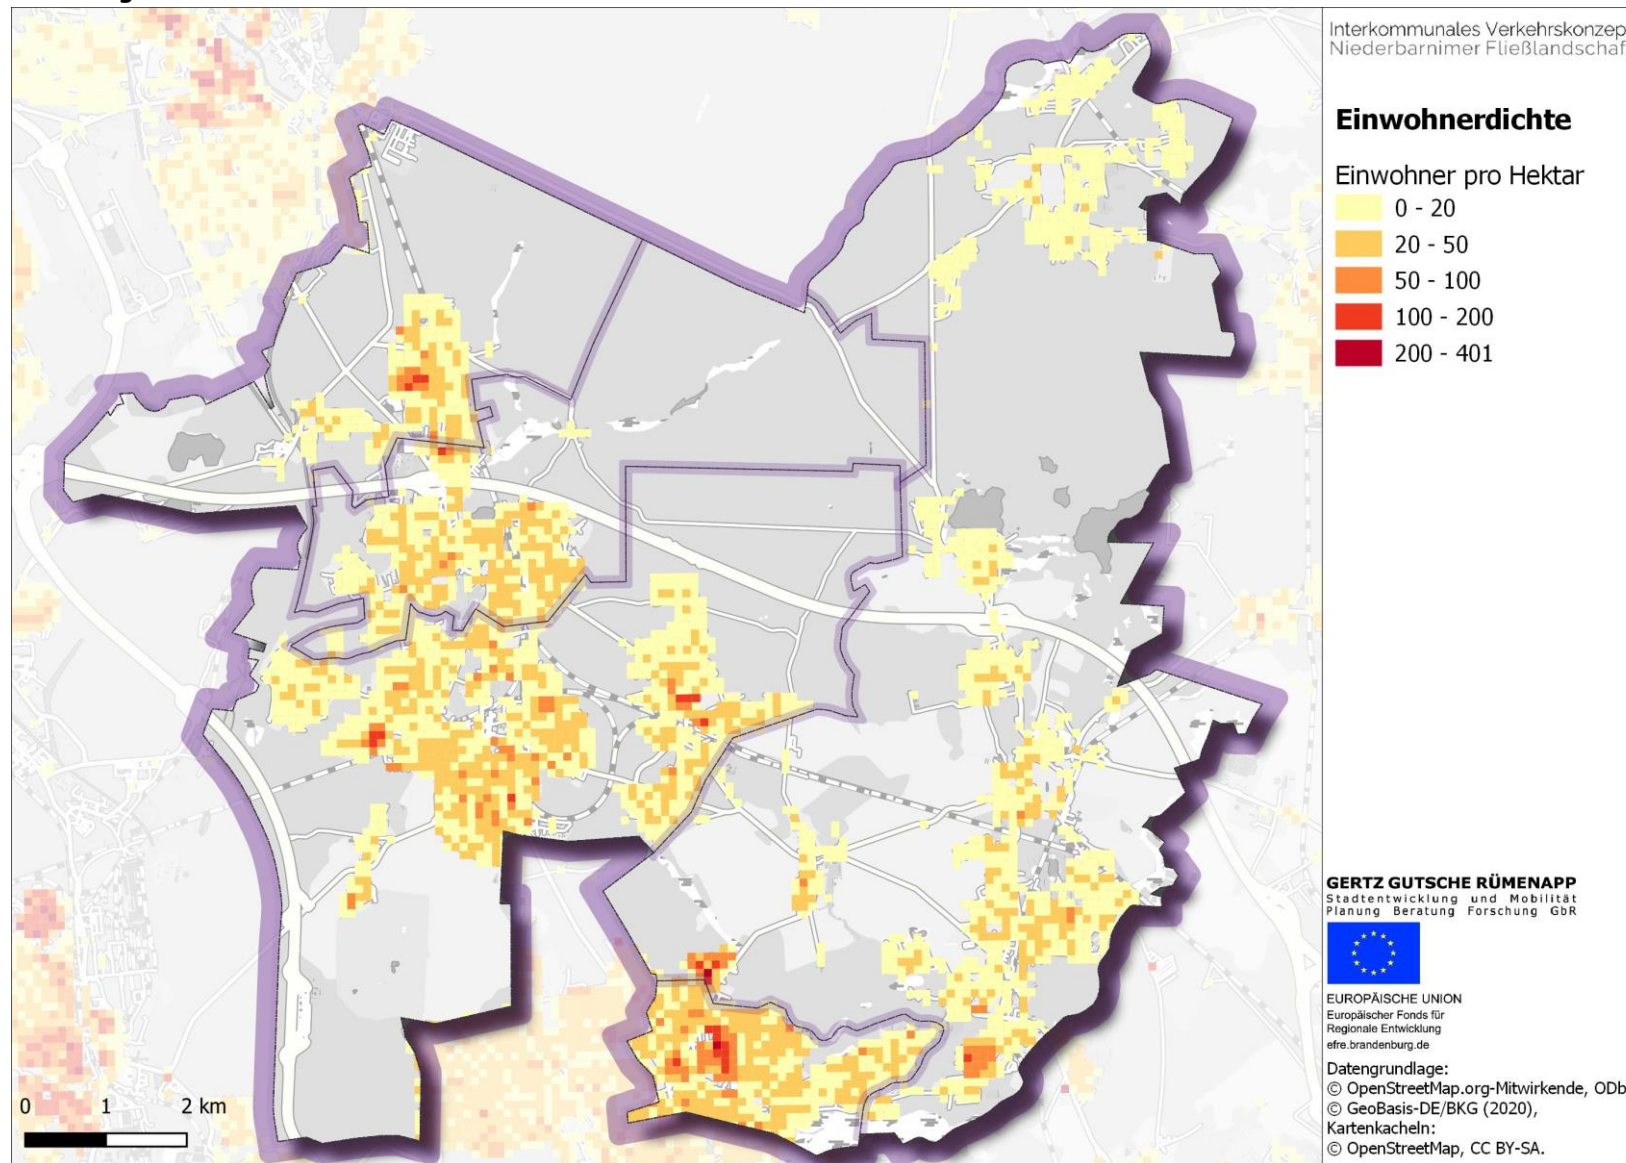 Interkommunales Verkehrskonzep
Niederbarnimer Fließlandschaf
Einwohnerdichte
Einwohner pro Hektar
0 - 20
20 - 50
50 - 100
100 - 200
200 - 401
GERTZ GUTSCHE RÜMENAPP
Stadtentwicklung und Mobilität
Planung Beratung Forschung GbR
EUROPÄISCHE UNION
Europäischer Fonds für
Regionale Entwicklung
efre.brandenburg.de
Datengrundlage:
© OpenStreetMap.org-Mitwirkende, ODb
© GeoBasis-DE/BKG (2020),
Kartenkacheln:
© OpenStreetMap, CC BY-SA.
0 1 2 km